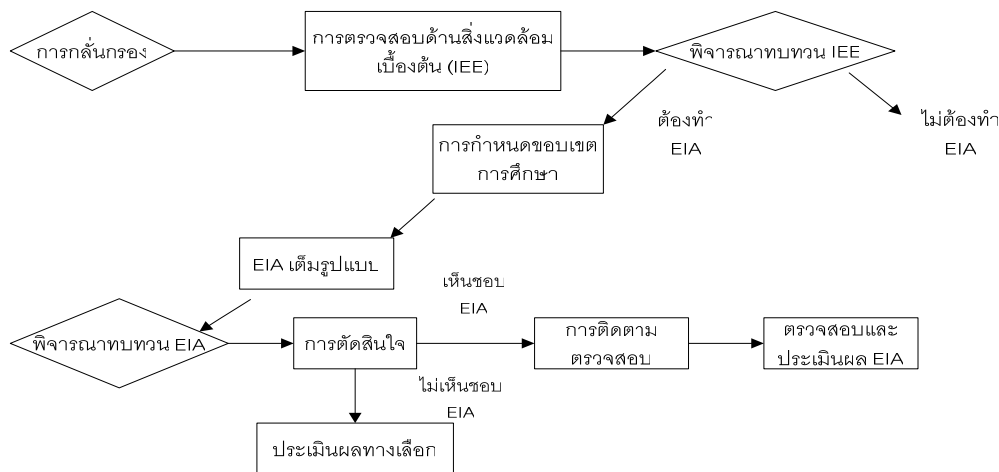 การกลั่นกรอง
การตรวจสอบด้านสิ่งแวดล้อม
เบื้องต้น (IEE)
พิจารณาทบทวน IEE
ต้องทำ
EIA
ไม่ต้องทำ
EIA
การกำหนดขอบเขต
การศึกษา
EIA เต็มรูปแบบ
เห็นชอบ
EIA
พิจารณาทบทวน EIA
การตัดสินใจ
การติดตาม
ตรวจสอบ
ตรวจสอบและ
ประเมินผล EIA
ไม่เห็นชอบ
EIA
ประเมินผลทางเลือก